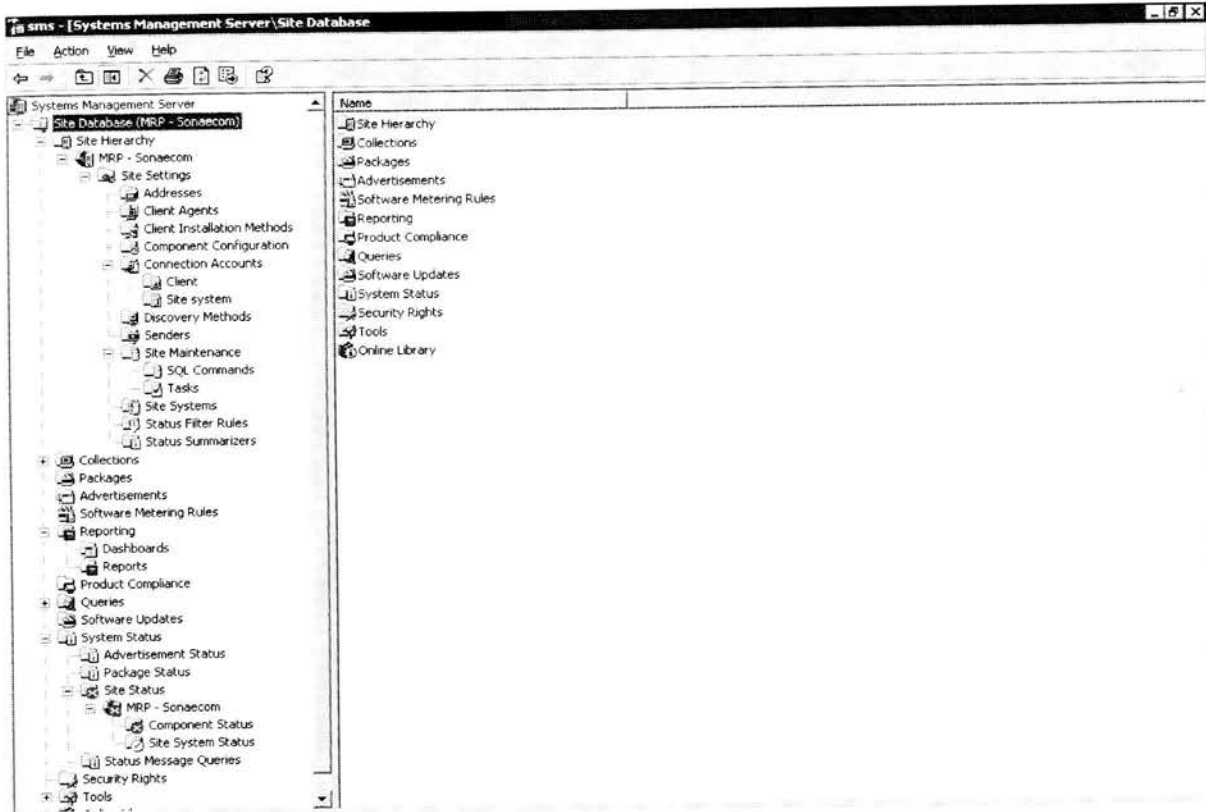 sms - [Systems Management Server\Site Database
File Action View Help
Systems Management Server
Site Database (MRP - Sonaecom)
Site Hierarchy
MRP - Sonaecom
Site Settings
Addresses
Client Agents
Client Installation Methods
Component Configuration
Connection Accounts
Client
Site system
Discovery Methods
Senders
Site Maintenance
SQL Commands
Tasks
Site Systems
Status Filter Rules
Status Summarizers
Collections
Packages
Advertisements
Software Metering Rules
Reporting
Dashboards
Reports
Product Compliance
Queries
Software Updates
System Status
Advertisement Status
Package Status
Site Status
MRP - Sonaecom
Component Status
Site System Status
Status Message Queries
Security Rights
Tools
Name
Site Hierarchy
Collections
Packages
Advertisements
Software Metering Rules
Reporting
Product Compliance
Queries
Software Updates
System Status
Security Rights
Tools
Online Library